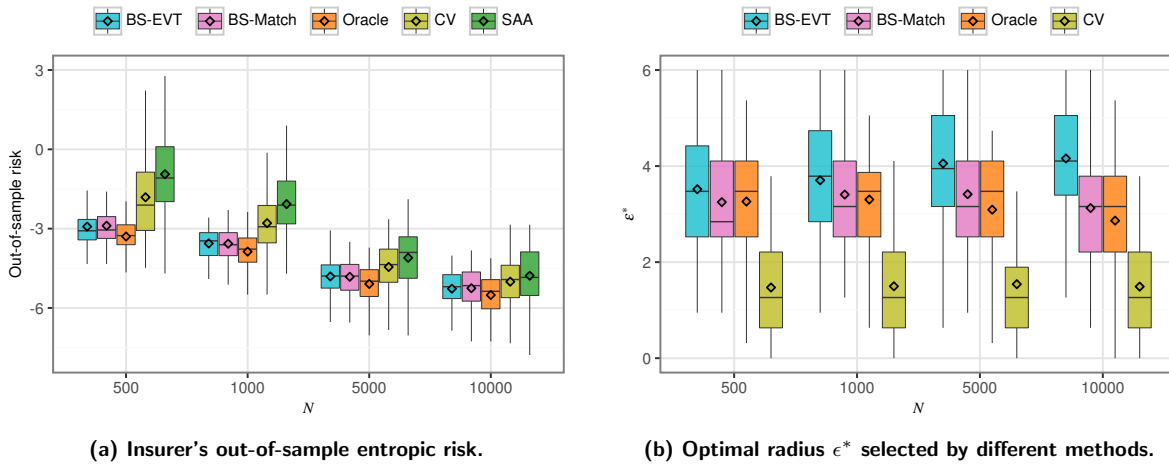 BS-EVT BS-Match Oracle CV SAA
Out-of-sample risk
3
0
-3
-6
500 1000 5000 10000
N
(a) Insurer's out-of-sample entropic risk.
BS-EVT BS-Match Oracle CV
ε*
6
4
2
0
500 1000 5000 10000
N
(b) Optimal radius ϵ* selected by different methods.